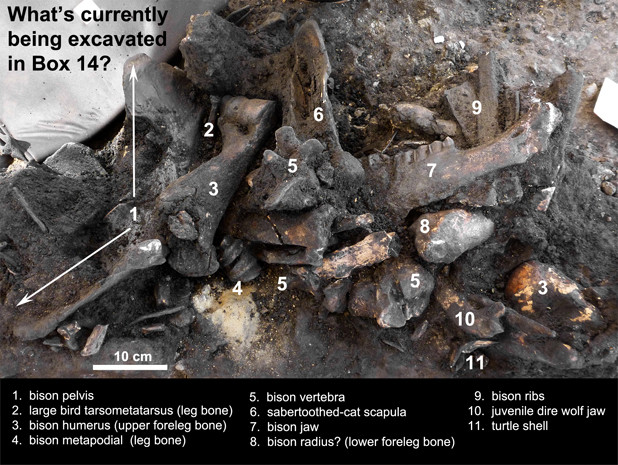 What's currently
being excavated
in Box 14?
2
6
9
5
7
3
1
8
4
5
5
3
10
11
10 cm
1. bison pelvis
2. large bird tarsometatarsus (leg bone)
3. bison humerus (upper foreleg bone)
4. bison metapodial (leg bone)
5. bison vertebra
6. sabertoothed-cat scapula
7. bison jaw
8. bison radius? (lower foreleg bone)
9. bison ribs
10. juvenile dire wolf jaw
11. turtle shell